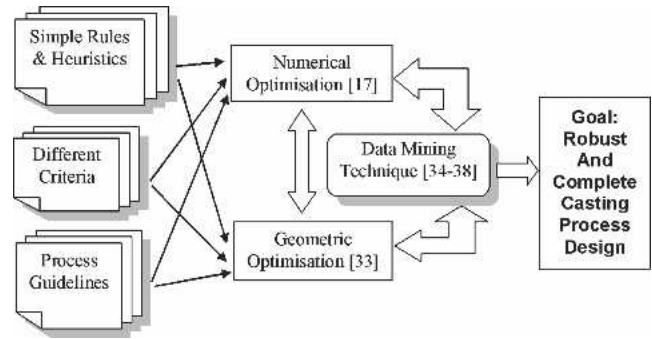 Simple Rules
& Heuristics
Different
Criteria
Process
Guidelines
Numerical
Optimisation [17]
Geometric
Optimisation [33]
Data Mining
Technique [34-38]
Goal:
Robust
And
Complete
Casting
Process
Design